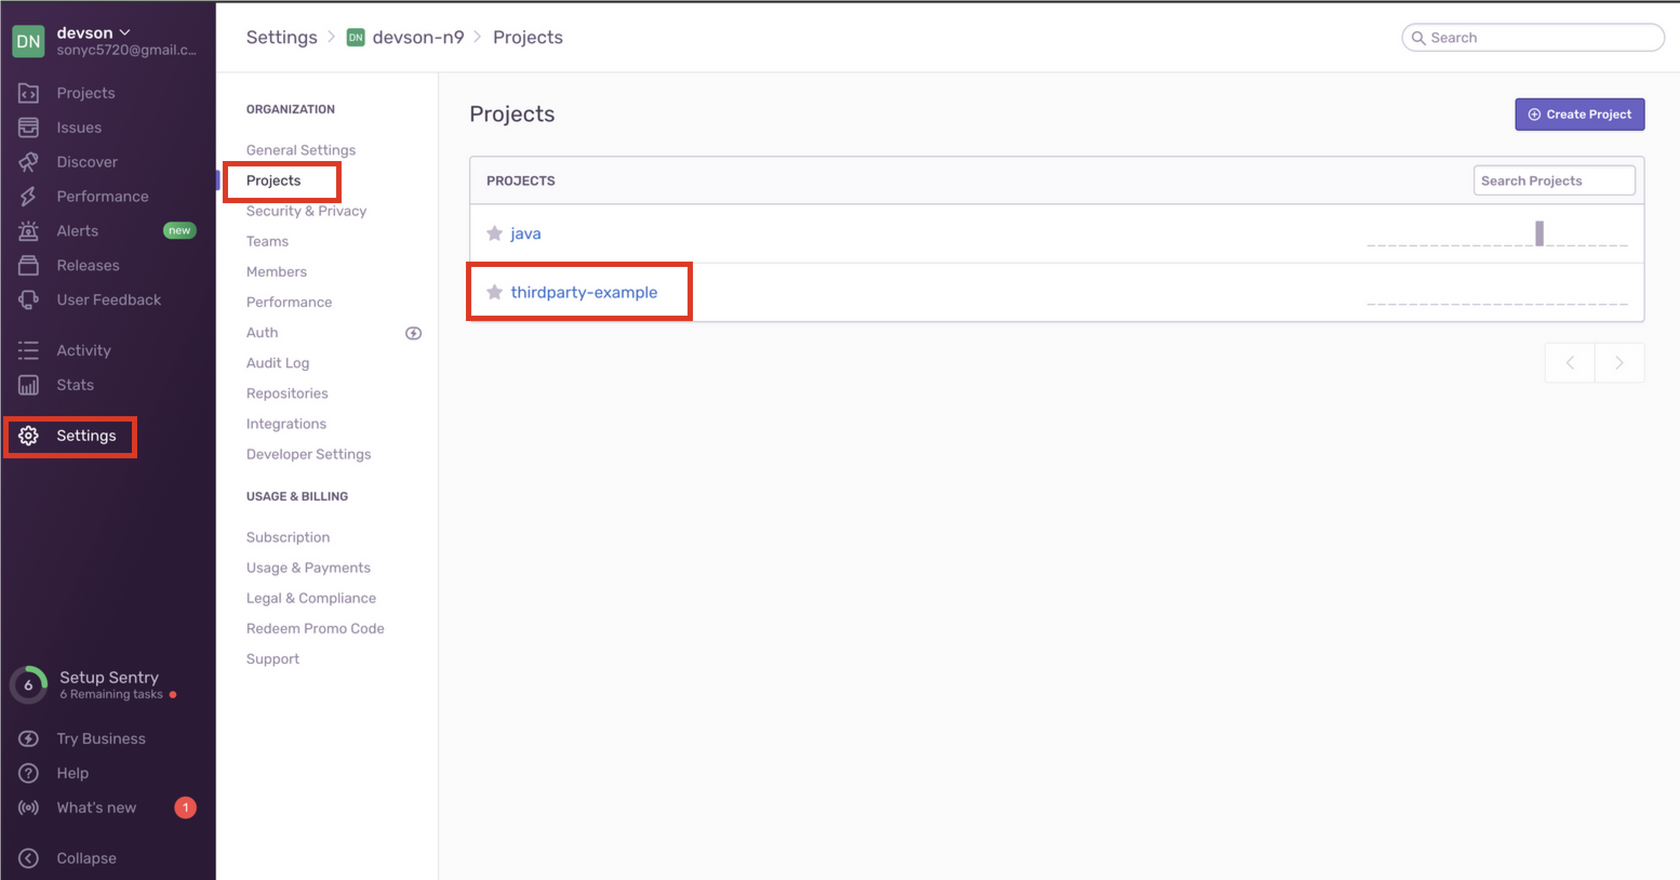 DN
devson
sonyc5720@gmail.c...
Projects
Issues
Discover
Performance
Alerts new
Releases
User Feedback
Activity
Stats
Settings
6
Setup Sentry
6 Remaining tasks
Try Business
Help
What's new 1
Collapse
Settings > DN devson-n9 > Projects
Search
ORGANIZATION
General Settings
Projects
Security & Privacy
Teams
Members
Performance
Auth
Audit Log
Repositories
Integrations
Developer Settings
USAGE & BILLING
Subscription
Usage & Payments
Legal & Compliance
Redeem Promo Code
Support
Projects
Create Project
PROJECTS
Search Projects
java
thirdparty-example